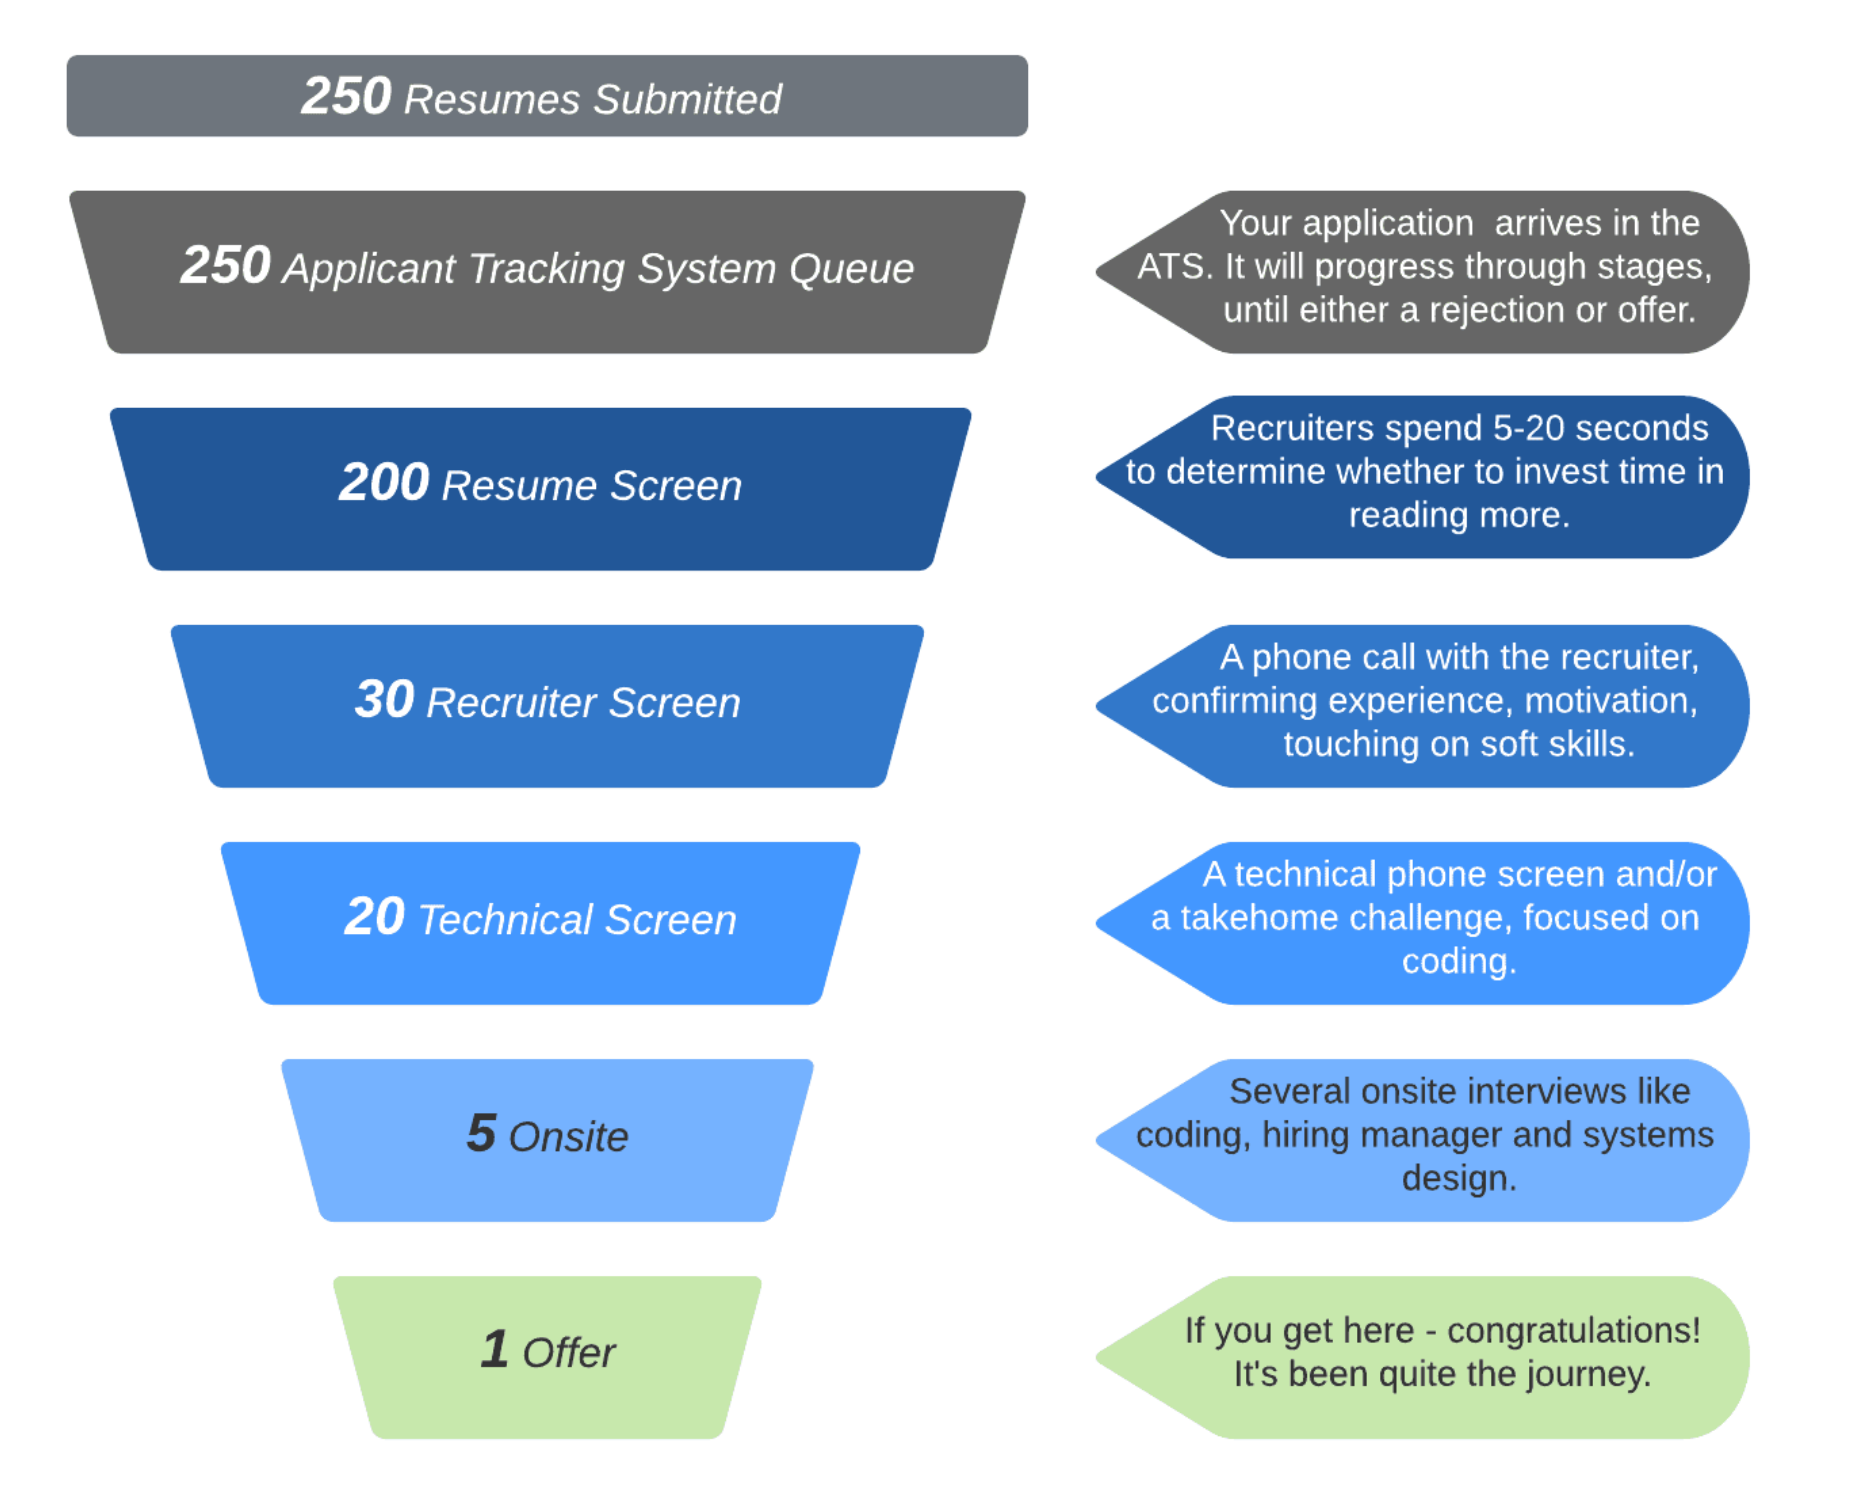 250 Resumes Submitted
250 Applicant Tracking System Queue
Your application  arrives in the
ATS. It will progress through stages,
until either a rejection or offer.
200 Resume Screen
Recruiters spend 5-20 seconds
to determine whether to invest time in
reading more.
30 Recruiter Screen
A phone call with the recruiter,
confirming experience, motivation,
touching on soft skills.
20 Technical Screen
A technical phone screen and/or
a takehome challenge, focused on
coding.
5 Onsite
Several onsite interviews like
coding, hiring manager and systems
design.
1 Offer
If you get here - congratulations!
It's been quite the journey.